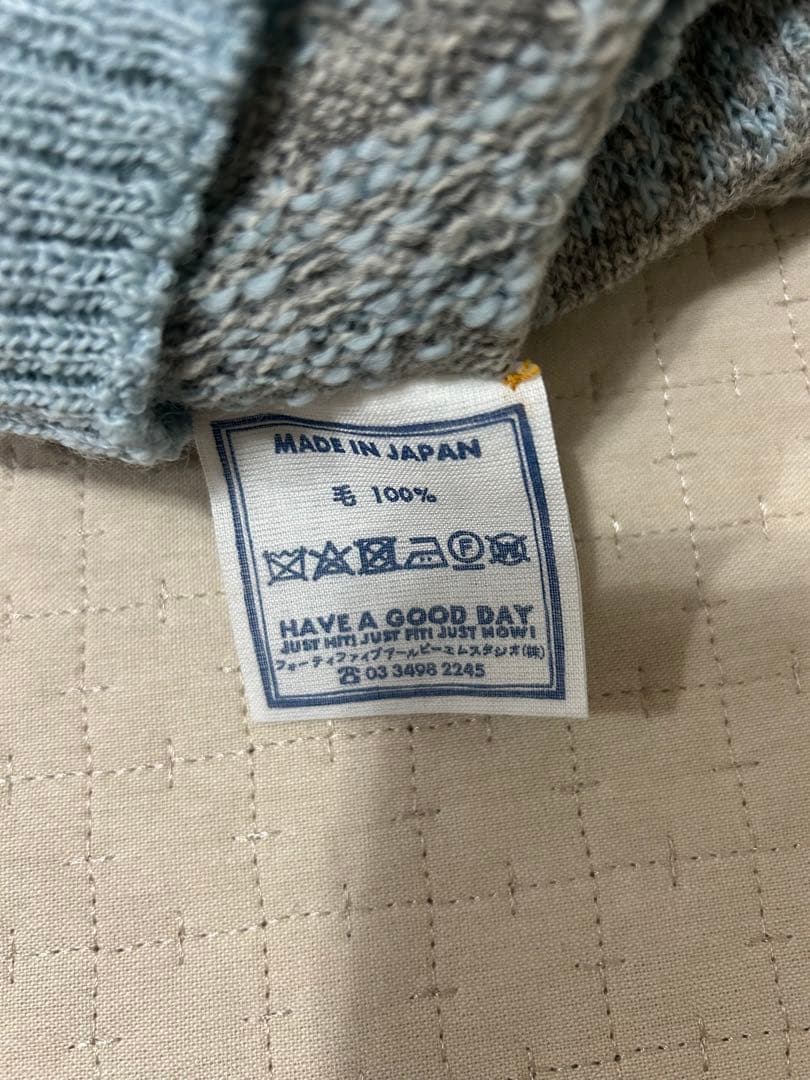 MADE IN JAPAN
毛 100%
F W
HAVE A GOOD DAY
JUST HIT! JUST FIT! JUST NOW!
フォーティファイブアールピーエムスタジオ(株)
☎ 03 3498 2245